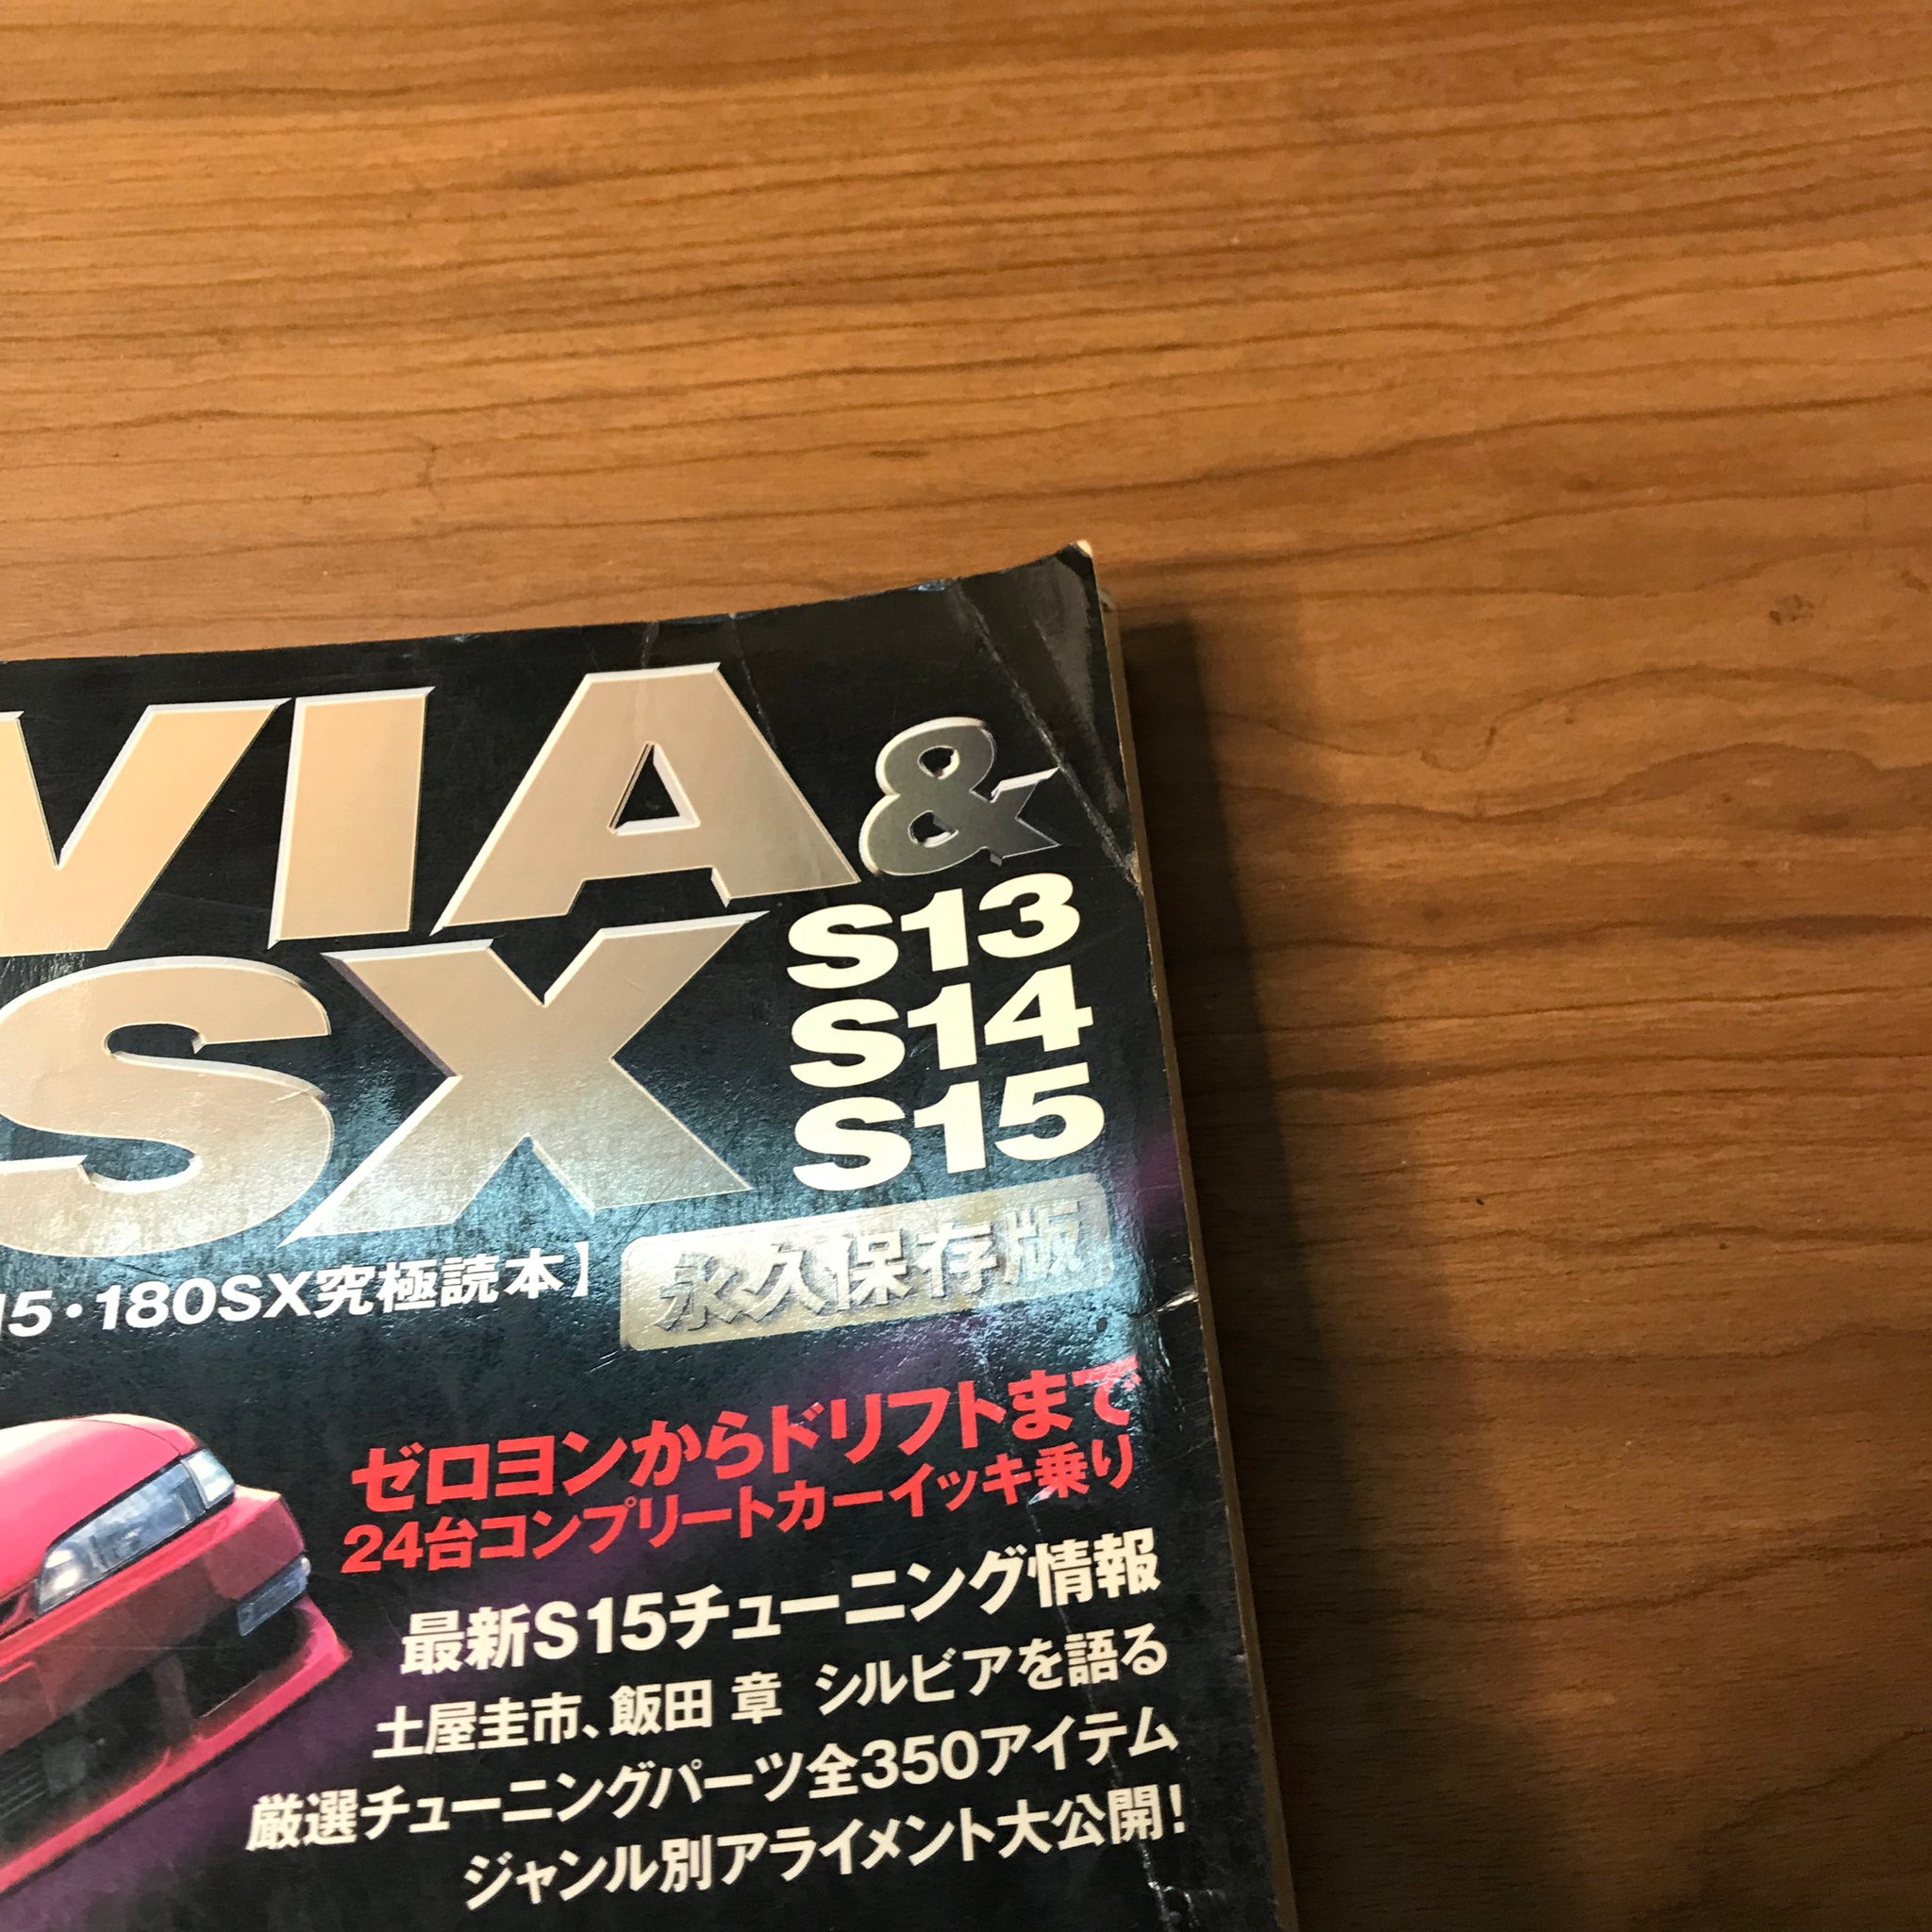 VIA &
SX
S13
S14
S15
15・180SX究極読本】
永久保存版
ゼロヨンからドリフトまで
24台コンプリートカーイッキ乗り
最新S15チューニング情報
土屋圭市、飯田 章 シルビアを語る
厳選チューニングパーツ全350アイテム
ジャンル別アライメント大公開!